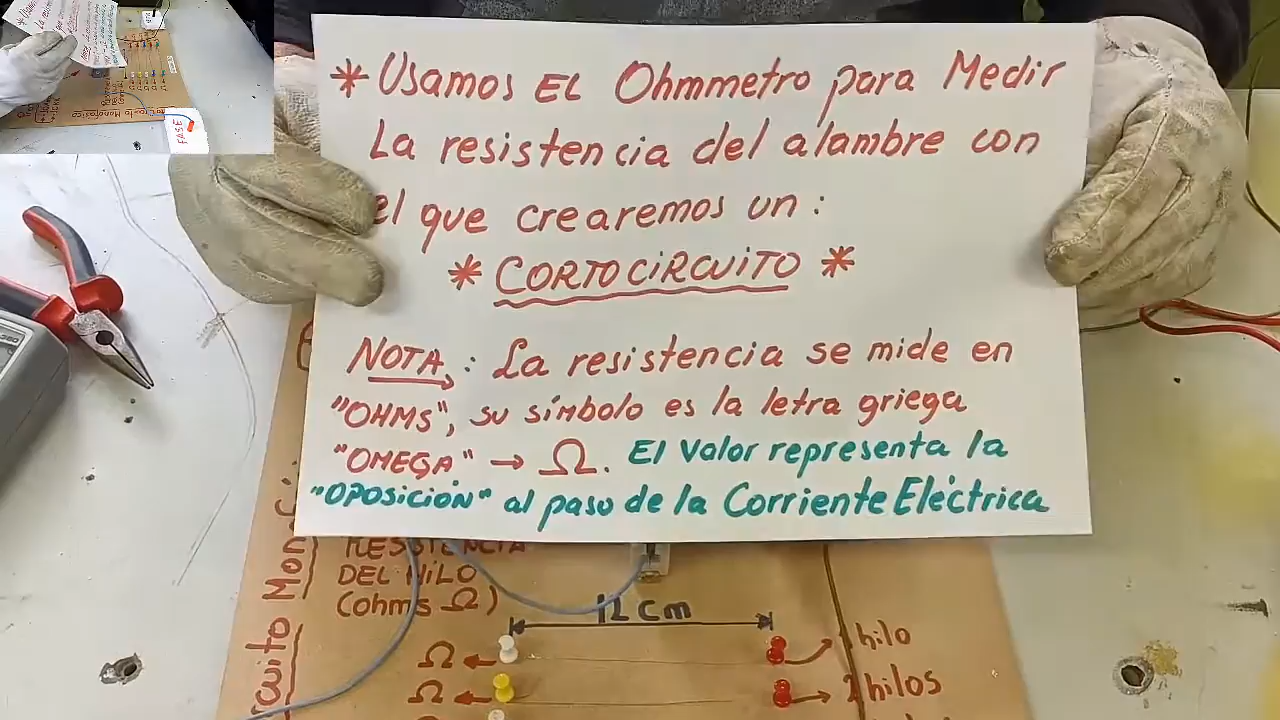 * Usamos EL Ohmmetro para Medir
La resistencia del alambre con
el que crearemos un:
* CORTOCiRCUiTO *
NOTA: La resistencia se mide en
"OHMS", su símbolo es la letra griega
"OMEGA" → Ω. El Valor representa la
"OPOSICIÓN" al paso de la Corriente Eléctrica
RESISTENCIA
DEL HILO
(ohms Ω)
12 cm
Ω hilo
Ω 2 hilos
FASE